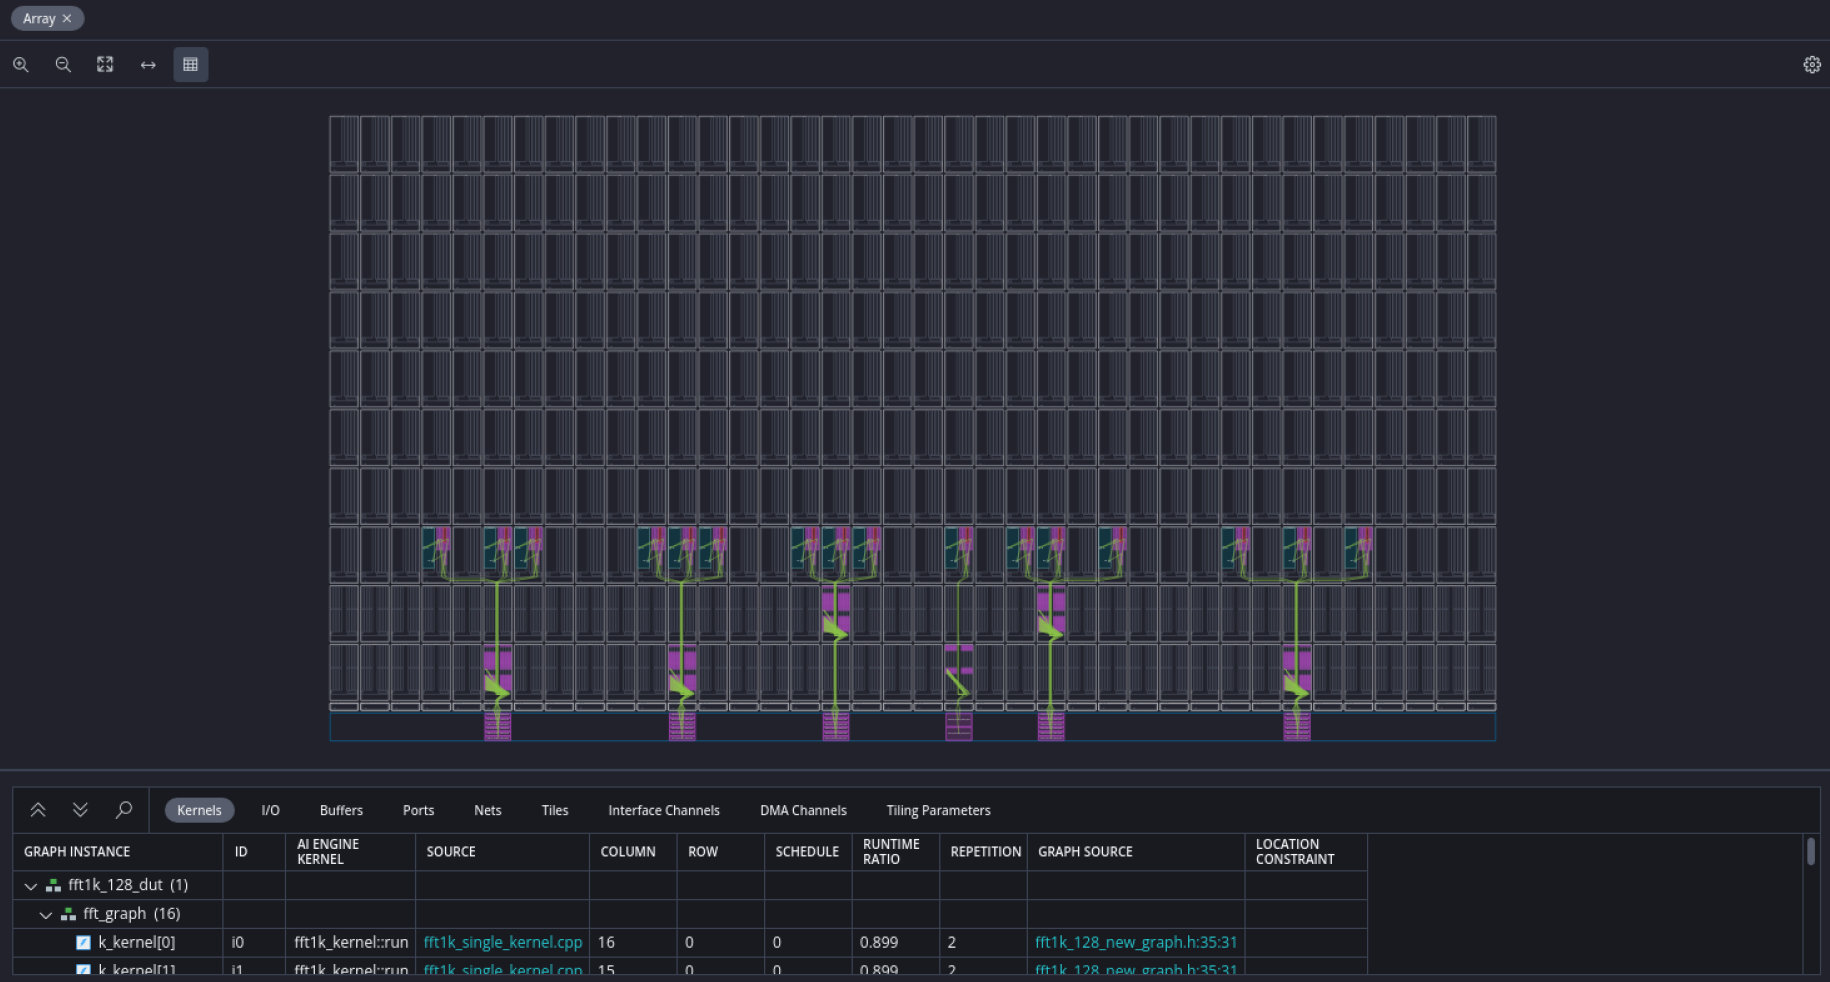 Array ×
Kernels I/O Buffers Ports Nets Tiles Interface Channels DMA Channels Tiling Parameters
GRAPH INSTANCE ID AI ENGINE KERNEL SOURCE COLUMN ROW SCHEDULE RUNTIME RATIO REPETITION GRAPH SOURCE LOCATION CONSTRAINT
fft1k_128_dut (1)
fft_graph (16)
k_kernel[0] i0 fft1k_kernel::run fft1k_single_kernel.cpp 16 0 0 0.899 2 fft1k_128_new_graph.h:35:31
k_kernel[1] i1 fft1k_kernel::run fft1k_single_kernel.cpp 15 0 0 0.899 2 fft1k_128_new_graph.h:35:31